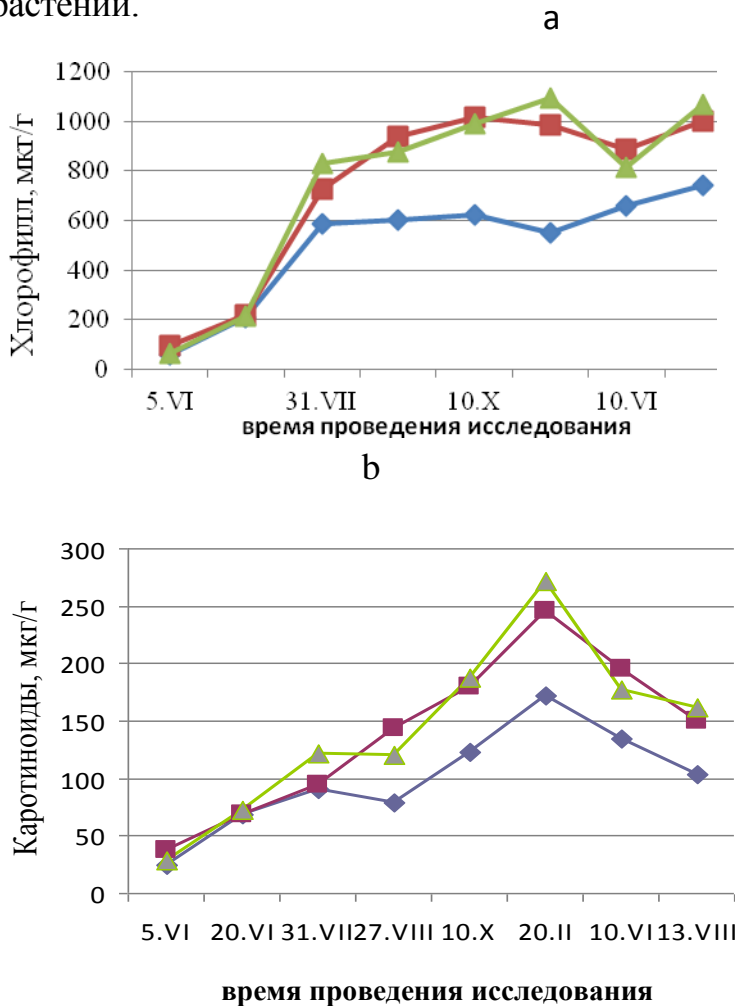 растений.
a
Хлорофилл, мкг/г
1200
1000
800
600
400
200
0
5.VI 31.VII 10.X 10.VI
время проведения исследования
b
Каротиноиды, мкг/г
300
250
200
150
100
50
0
5.VI 20.VI 31.VII 27.VIII 10.X 20.II 10.VI 13.VIII
время проведения исследования